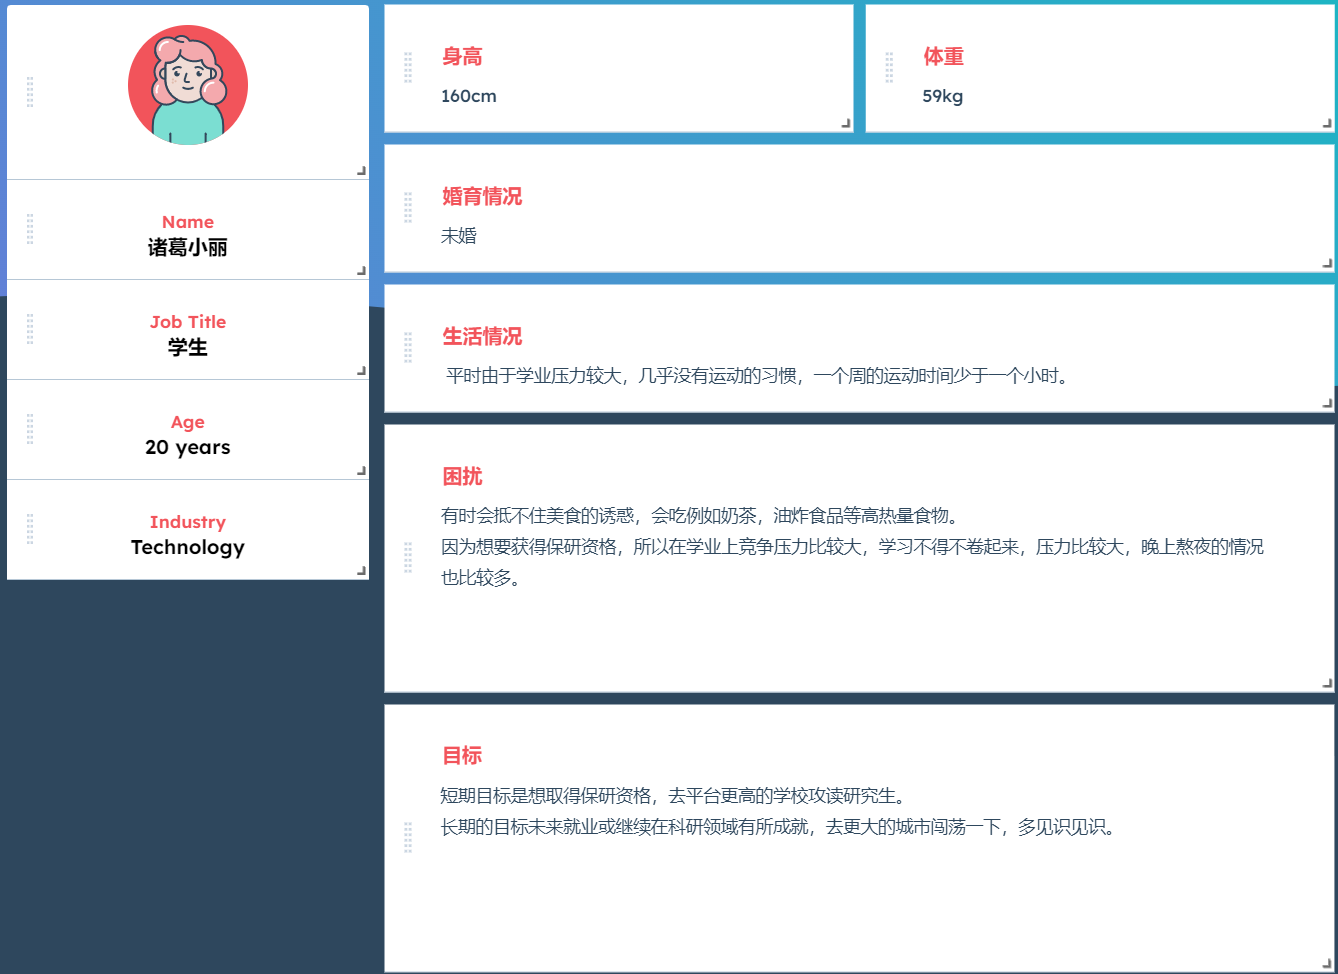 Name
诸葛小丽
Job Title
学生
Age
20 years
Industry
Technology
身高
160cm
体重
59kg
婚育情况
未婚
生活情况
平时由于学业压力较大，几乎没有运动的习惯，一个周的运动时间少于一个小时。
困扰
有时会抵不住美食的诱惑，会吃例如奶茶，油炸食品等高热量食物。
因为想要获得保研资格，所以在学业上竞争压力比较大，学习不得不卷起来，压力比较大，晚上熬夜的情况
也比较多。
目标
短期目标是想取得保研资格，去平台更高的学校攻读研究生。
长期的目标未来就业或继续在科研领域有所成就，去更大的城市闯荡一下，多见识见识。